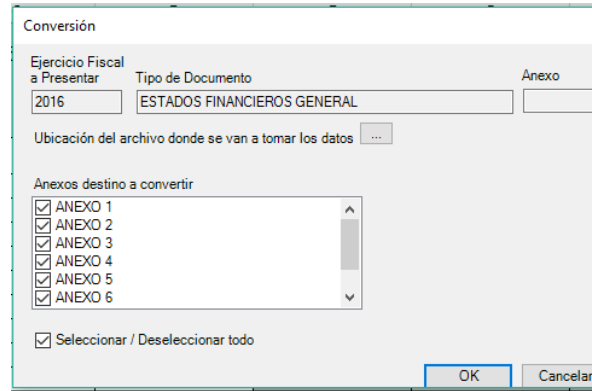 Conversión
Ejercicio Fiscal
a Presentar
Tipo de Documento
Anexo
2016
ESTADOS FINANCIEROS GENERAL
Ubicación del archivo donde se van a tomar los datos ...
Anexos destino a convertir
ANEXO 1
ANEXO 2
ANEXO 3
ANEXO 4
ANEXO 5
ANEXO 6
Seleccionar / Deseleccionar todo
OK
Cancelar